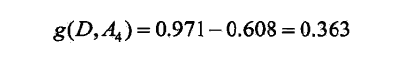 g(D, A₄) = 0.971 − 0.608 = 0.363